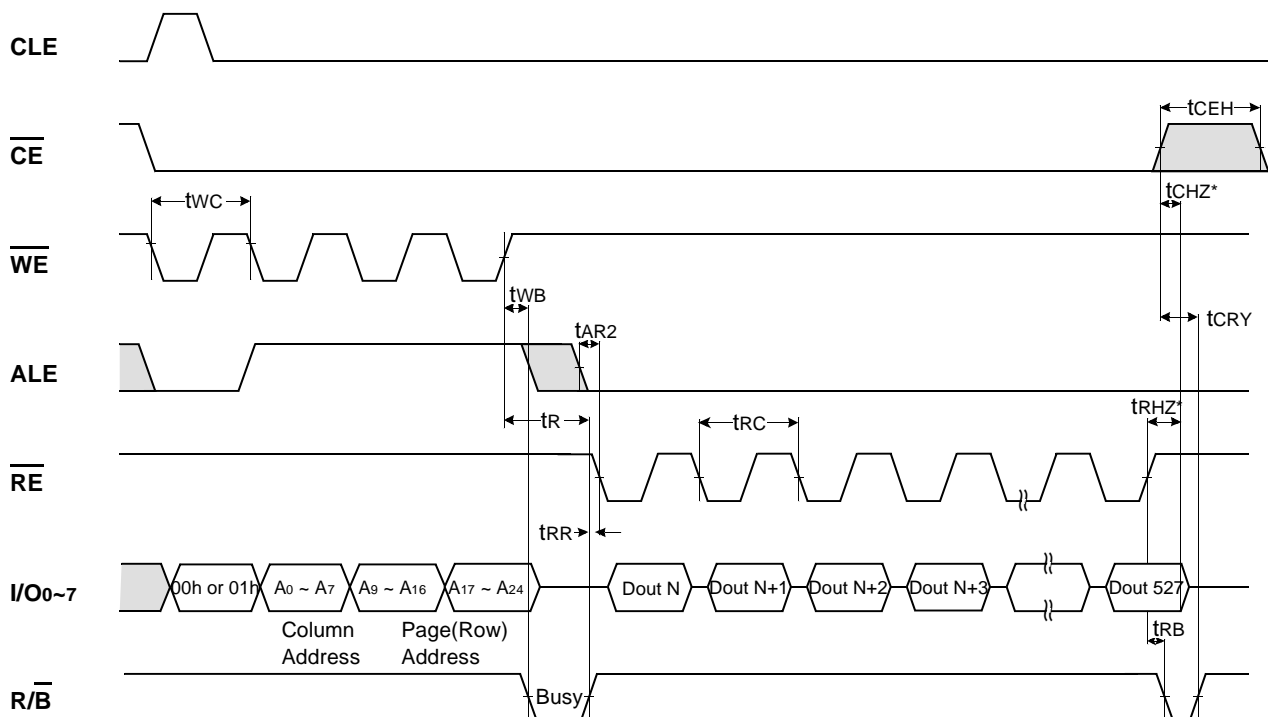 CLE
tCEH
CE
tCHZ*
tWC
WE
tWB
tCRY
tAR2
ALE
tR
tRC
tRHZ*
RE
tRR
I/O0~7
00h or 01h
A0 ~ A7
A9 ~ A16
A17 ~ A24
Dout N
Dout N+1
Dout N+2
Dout N+3
Dout 527
Column
Address
Page(Row)
Address
tRB
R/B
Busy